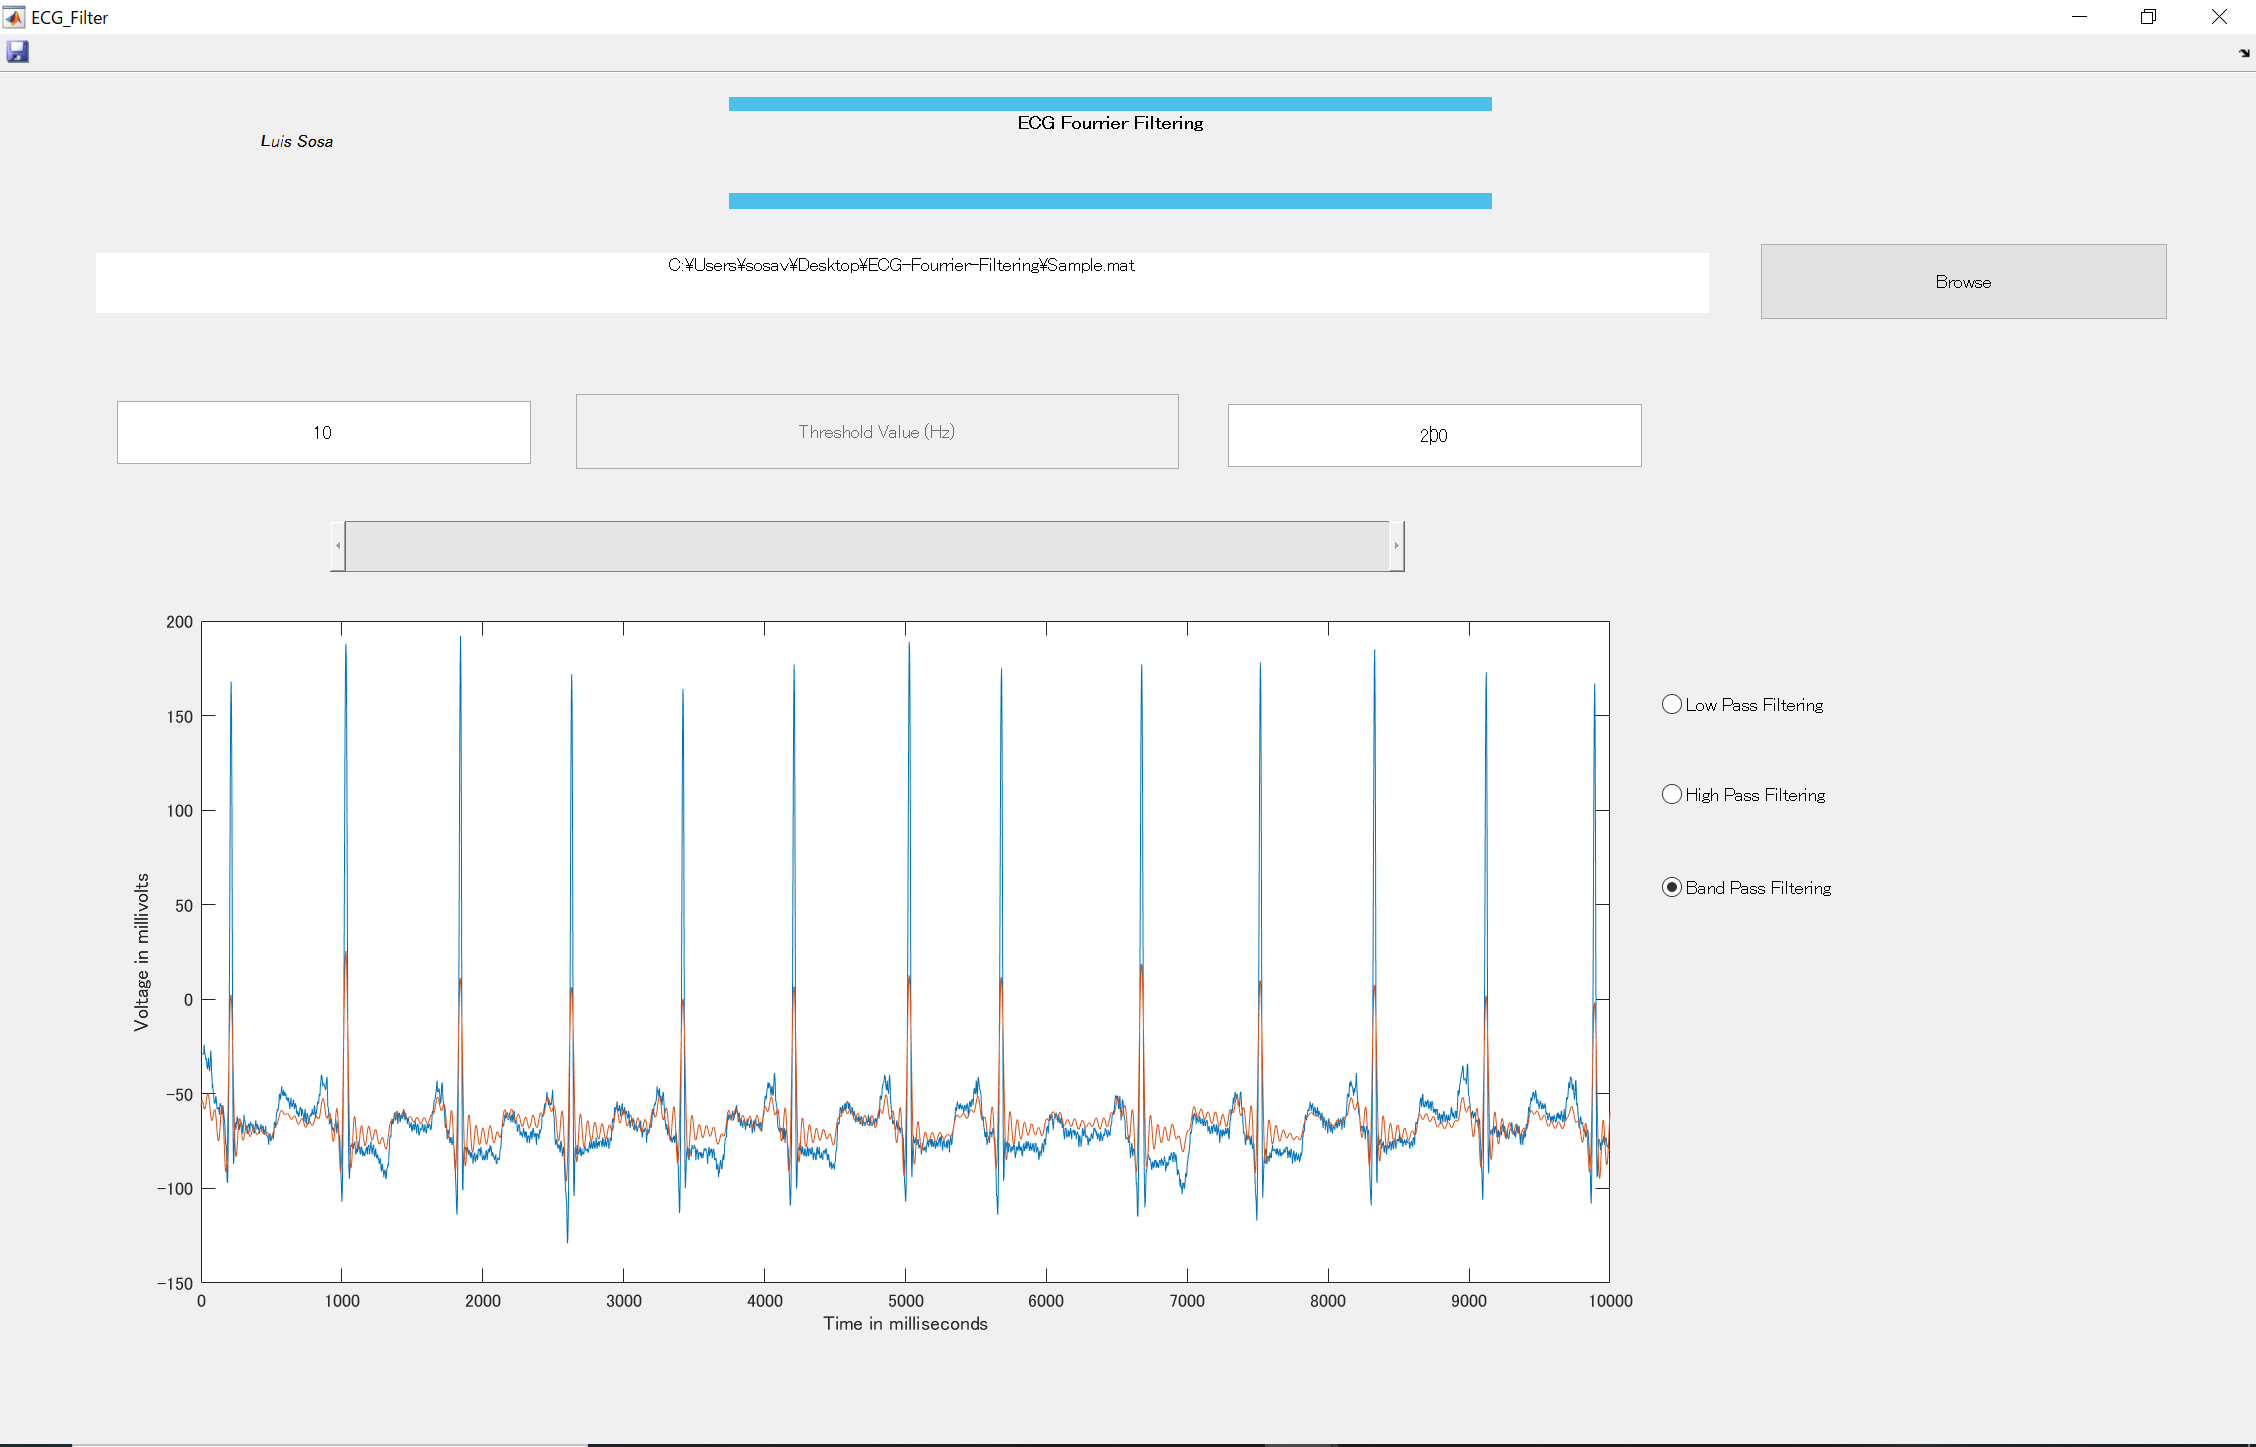 ECG_Filter
ECG Fourrier Filtering
Luis Sosa
C:¥Users¥sosav¥Desktop¥ECG-Fourrier-Filtering¥Sample.mat
Browse
10
Threshold Value (Hz)
200
200
150
100
50
0
-50
-100
-150
Voltage in millivolts
0
1000
2000
3000
4000
5000
6000
7000
8000
9000
10000
Time in milliseconds
Low Pass Filtering
High Pass Filtering
Band Pass Filtering